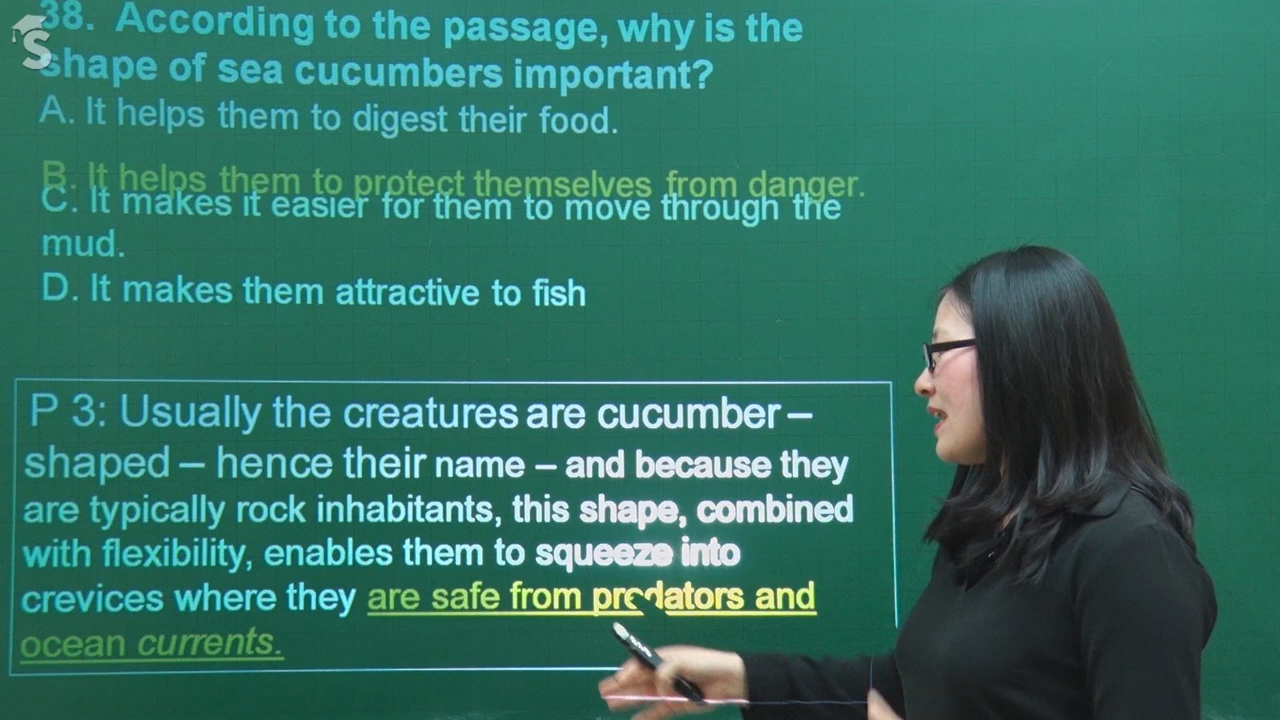 38. According to the passage, why is the
shape of sea cucumbers important?
A. It helps them to digest their food.
B. It helps them to protect themselves from danger.
C. It makes it easier for them to move through the
mud.
D. It makes them attractive to fish
P 3: Usually the creatures are cucumber –
shaped – hence their name – and because they
are typically rock inhabitants, this shape, combined
with flexibility, enables them to squeeze into
crevices where they are safe from predators and
ocean currents.
S